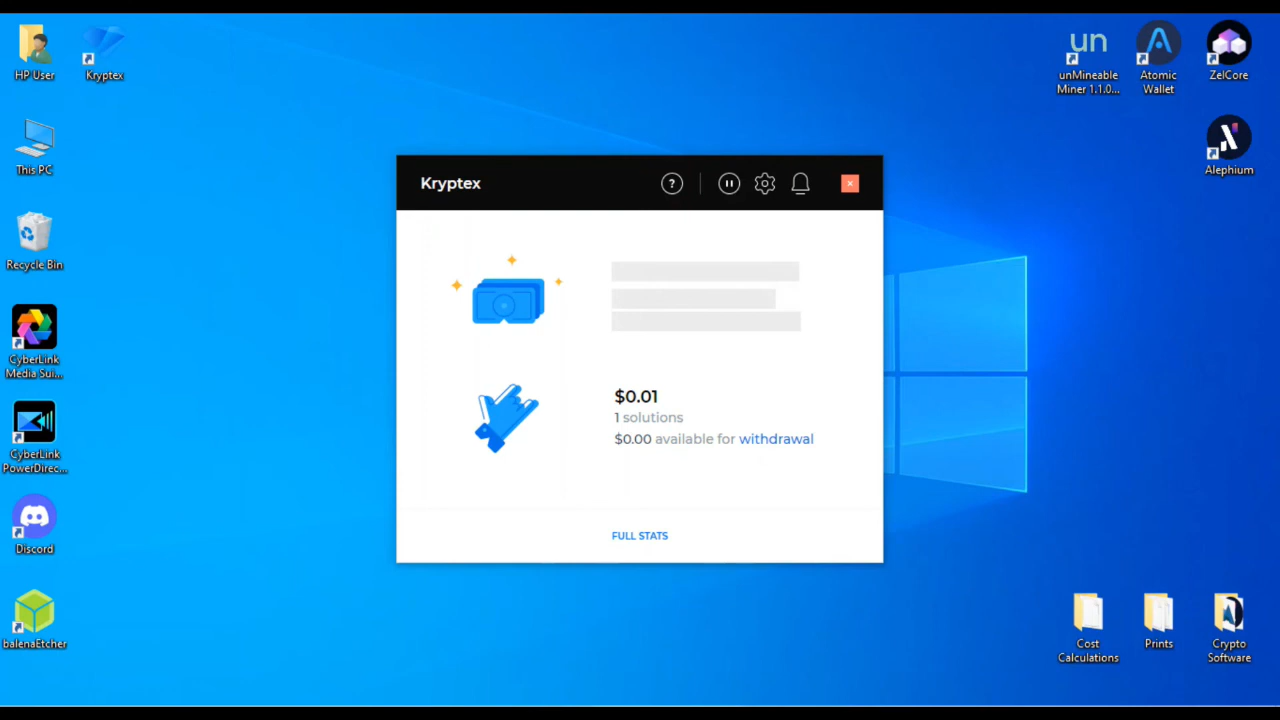 HP User
Kryptex
un
unMineable
Miner 1.1.0...
Atomic
Wallet
ZelCore
This PC
Alephium
Kryptex
?
Recycle Bin
CyberLink
Media Sui...
$0.01
1 solutions
$0.00 available for withdrawal
CyberLink
PowerDirec...
FULL STATS
Discord
balenaEtcher
Cost
Calculations
Prints
Crypto
Software